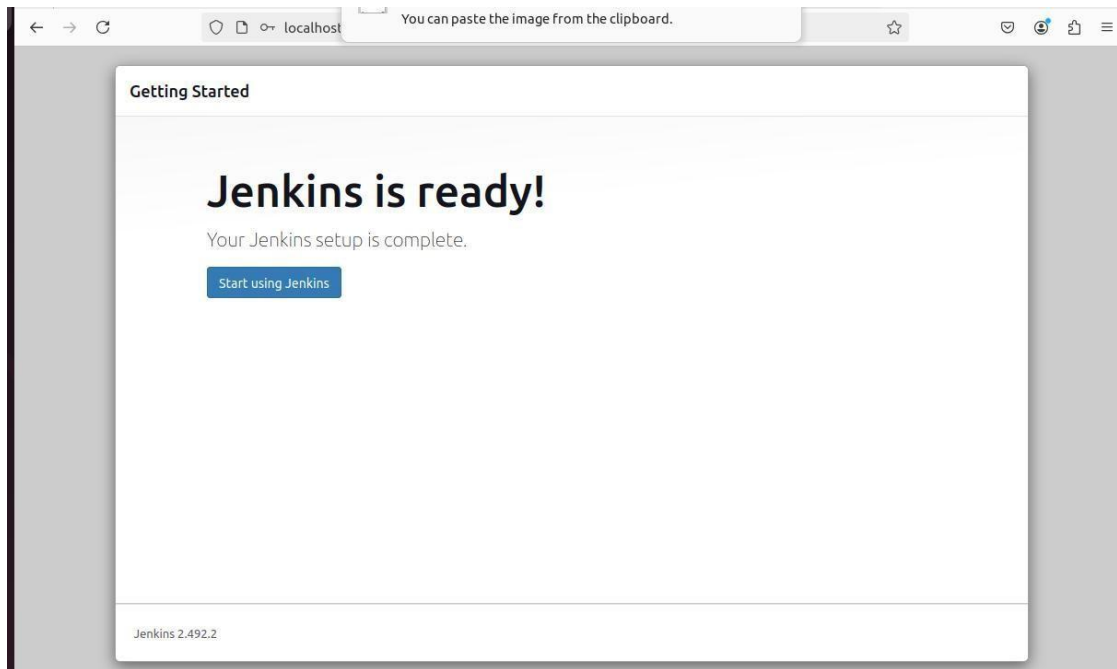 You can paste the image from the clipboard.
localhost
Getting Started
Jenkins is ready!
Your Jenkins setup is complete.
Start using Jenkins
Jenkins 2.492.2